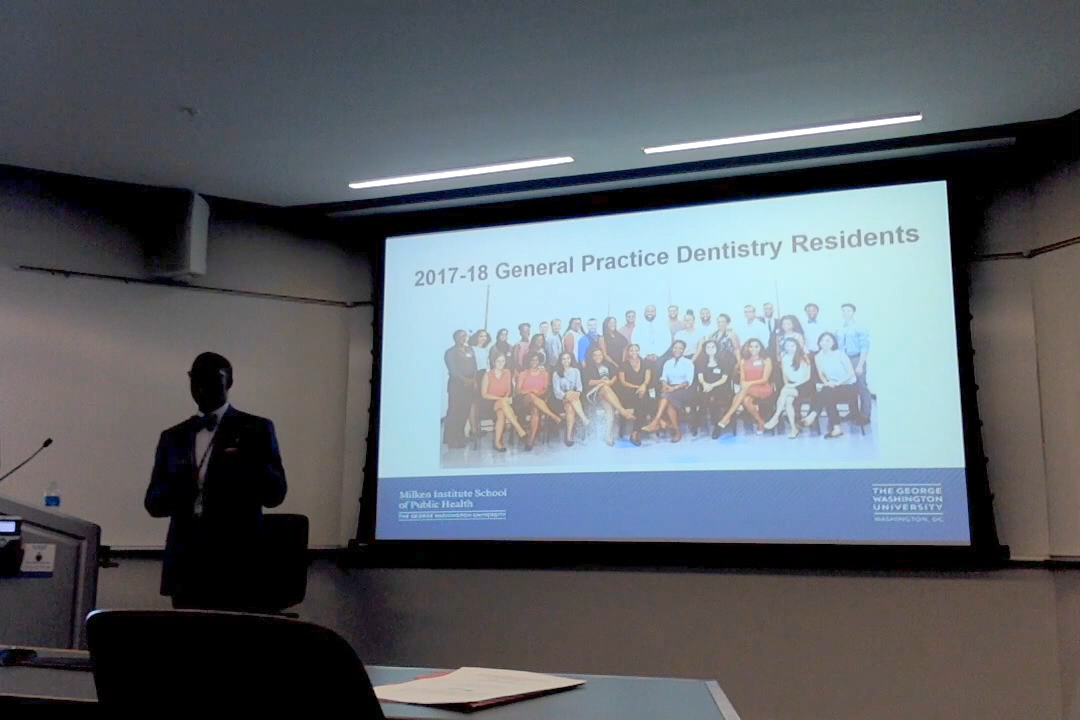 2017-18 General Practice Dentistry Residents
Milken Institute School
of Public Health
THE GEORGE WASHINGTON UNIVERSITY
THE GEORGE
WASHINGTON
UNIVERSITY
WASHINGTON, DC